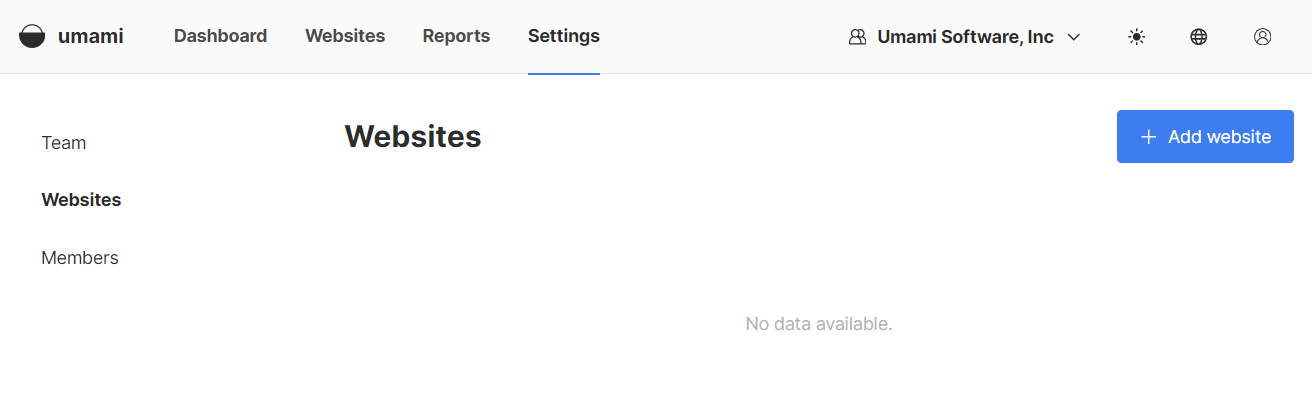 umami Dashboard Websites Reports Settings Umami Software, Inc
Team
Websites
Members
Websites
Add website
No data available.